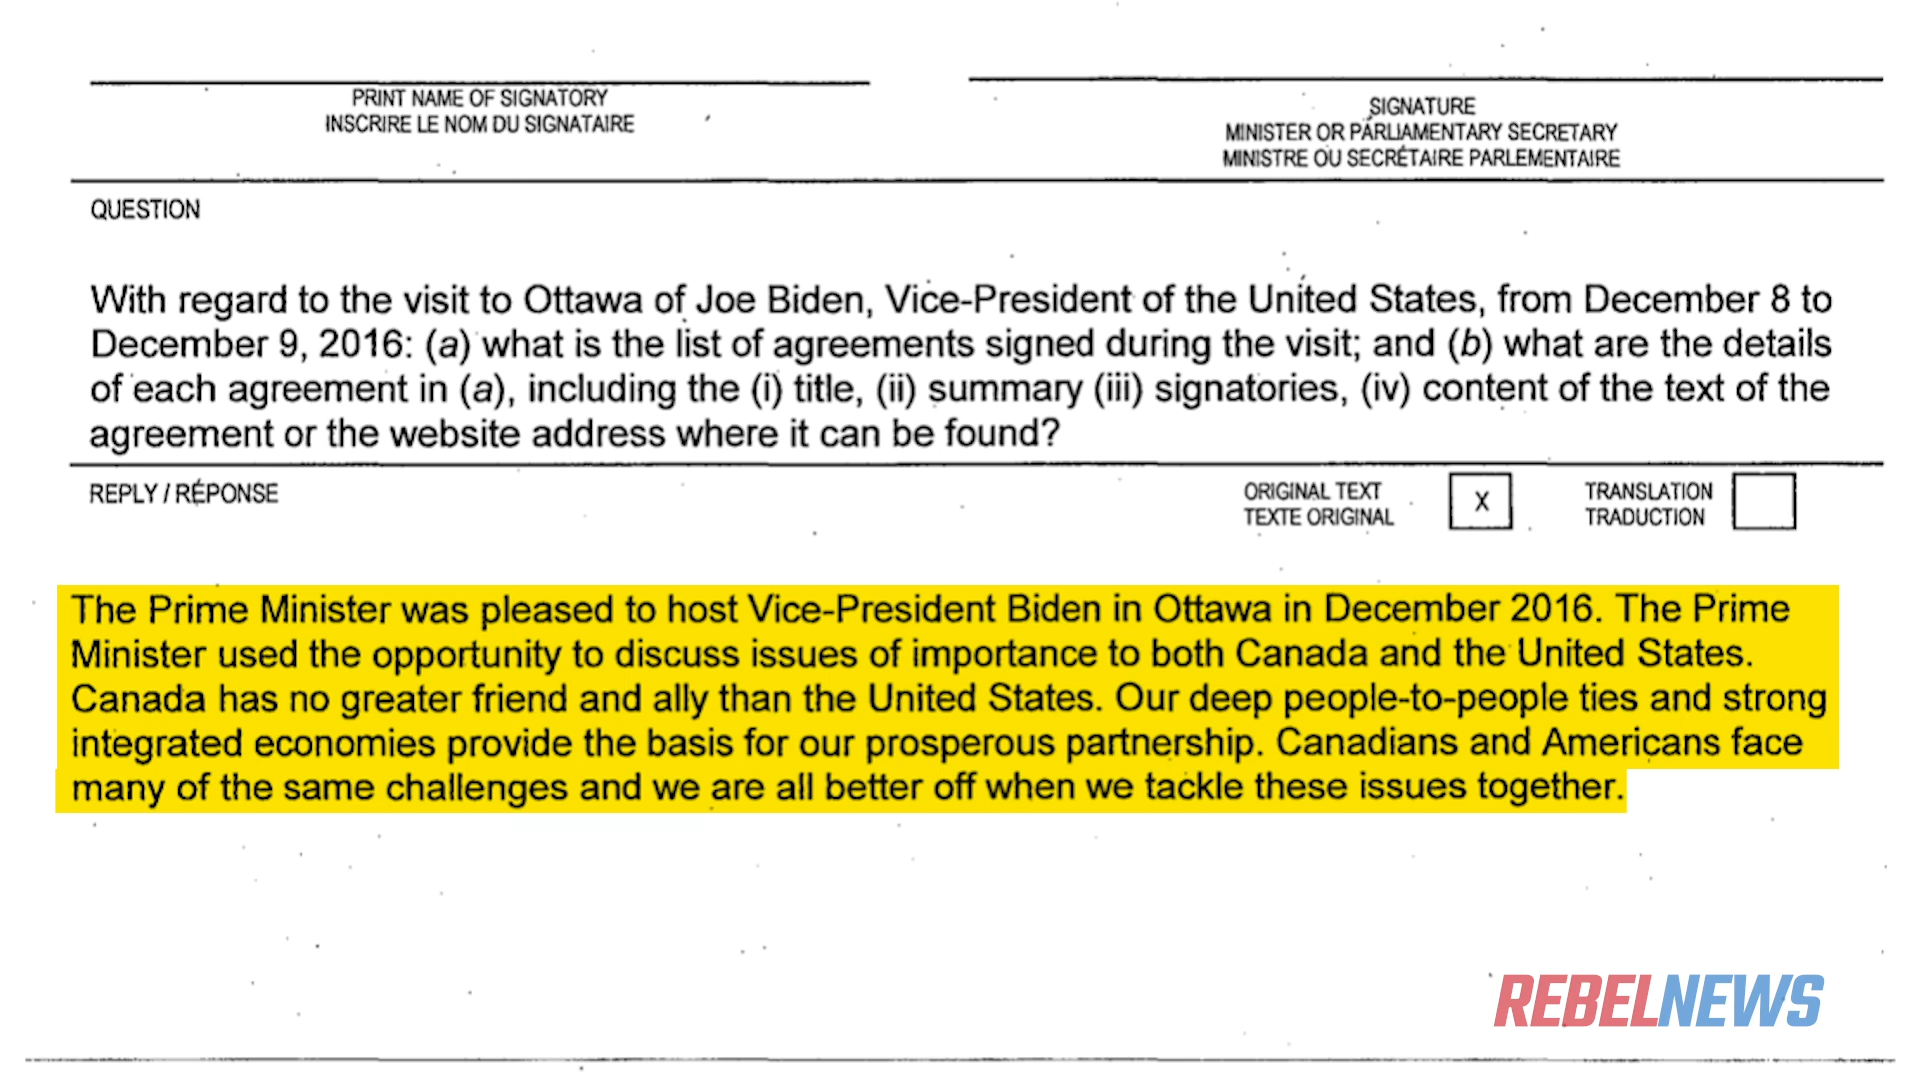 PRINT NAME OF SIGNATORY
INSCRIRE LE NOM DU SIGNATAIRE
SIGNATURE
MINISTER OR PARLIAMENTARY SECRETARY
MINISTRE OU SECRÉTAIRE PARLEMENTAIRE
QUESTION
With regard to the visit to Ottawa of Joe Biden, Vice-President of the United States, from December 8 to
December 9, 2016: (a) what is the list of agreements signed during the visit; and (b) what are the details
of each agreement in (a), including the (i) title, (ii) summary (iii) signatories, (iv) content of the text of the
agreement or the website address where it can be found?
REPLY / RÉPONSE
ORIGINAL TEXT
TEXTE ORIGINAL
X
TRANSLATION
TRADUCTION
The Prime Minister was pleased to host Vice-President Biden in Ottawa in December 2016. The Prime
Minister used the opportunity to discuss issues of importance to both Canada and the United States.
Canada has no greater friend and ally than the United States. Our deep people-to-people ties and strong
integrated economies provide the basis for our prosperous partnership. Canadians and Americans face
many of the same challenges and we are all better off when we tackle these issues together.
REBELNEWS